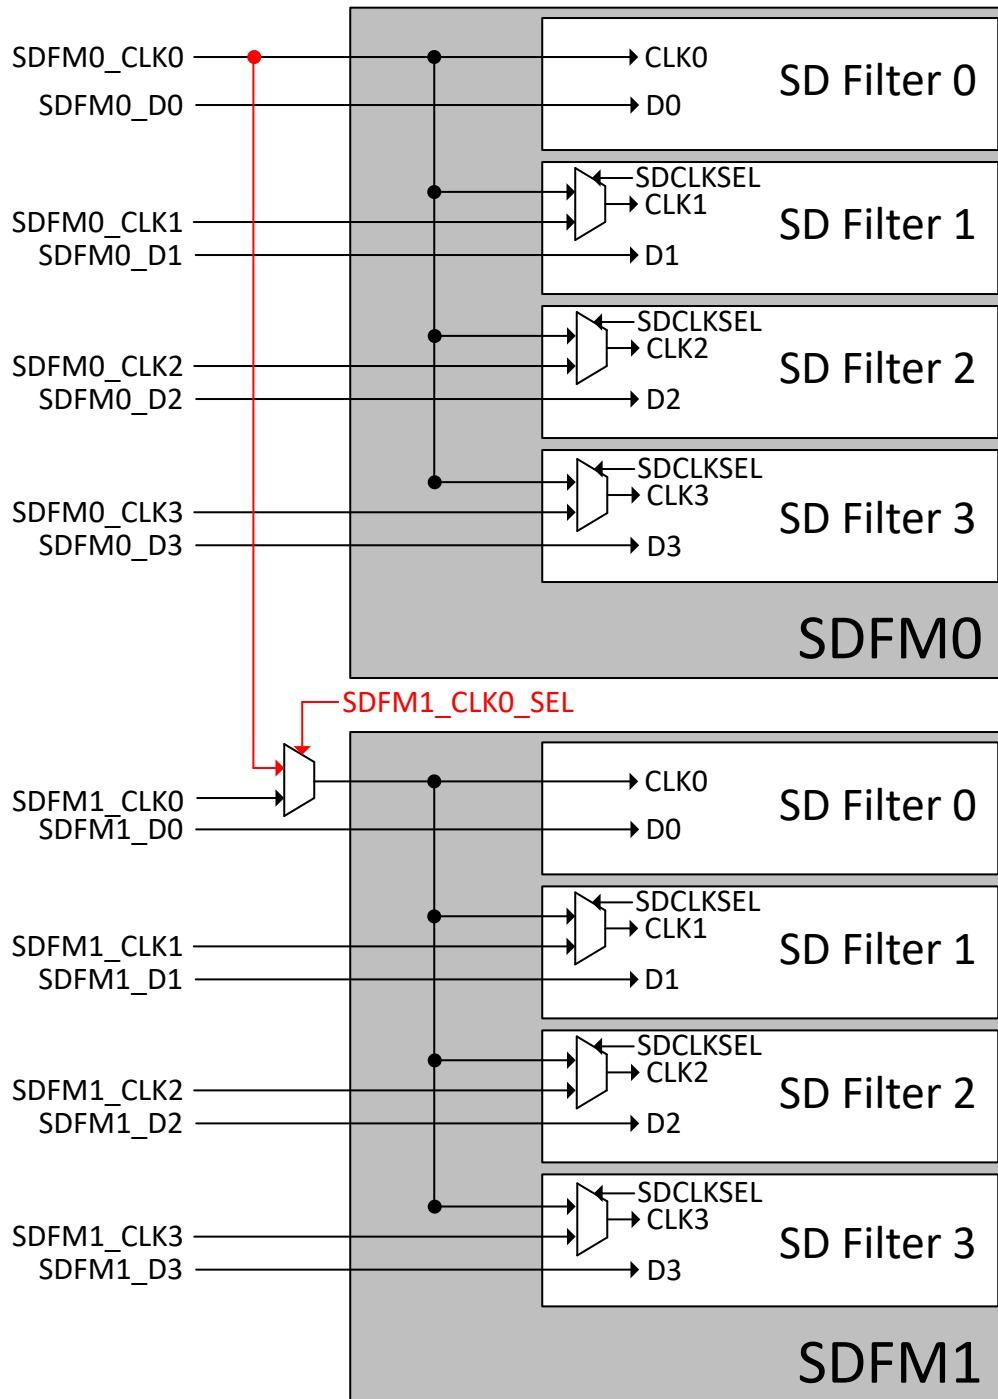 SDFM0_CLK0
CLK0
SD Filter 0
SDFM0_D0
D0
SDCLKSEL
SDFM0_CLK1
CLK1
SD Filter 1
SDFM0_D1
D1
SDCLKSEL
SDFM0_CLK2
CLK2
SD Filter 2
SDFM0_D2
D2
SDCLKSEL
SDFM0_CLK3
CLK3
SD Filter 3
SDFM0_D3
D3
SDFM0
SDFM1_CLK0_SEL
SDFM1_CLK0
CLK0
SD Filter 0
SDFM1_D0
D0
SDCLKSEL
SDFM1_CLK1
CLK1
SD Filter 1
SDFM1_D1
D1
SDCLKSEL
SDFM1_CLK2
CLK2
SD Filter 2
SDFM1_D2
D2
SDCLKSEL
SDFM1_CLK3
CLK3
SD Filter 3
SDFM1_D3
D3
SDFM1